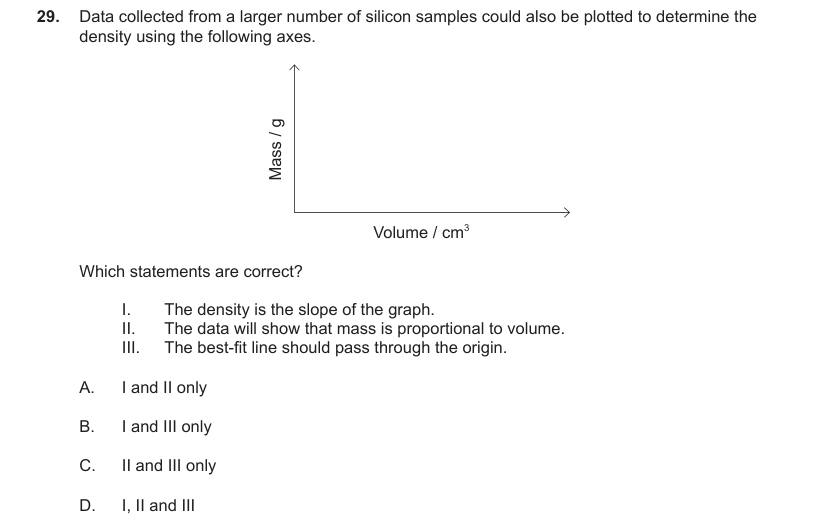 29. Data collected from a larger number of silicon samples could also be plotted to determine the
density using the following axes.
Mass / g
Volume / cm³
Which statements are correct?
I. The density is the slope of the graph.
II. The data will show that mass is proportional to volume.
III. The best-fit line should pass through the origin.
A. I and II only
B. I and III only
C. II and III only
D. I, II and III